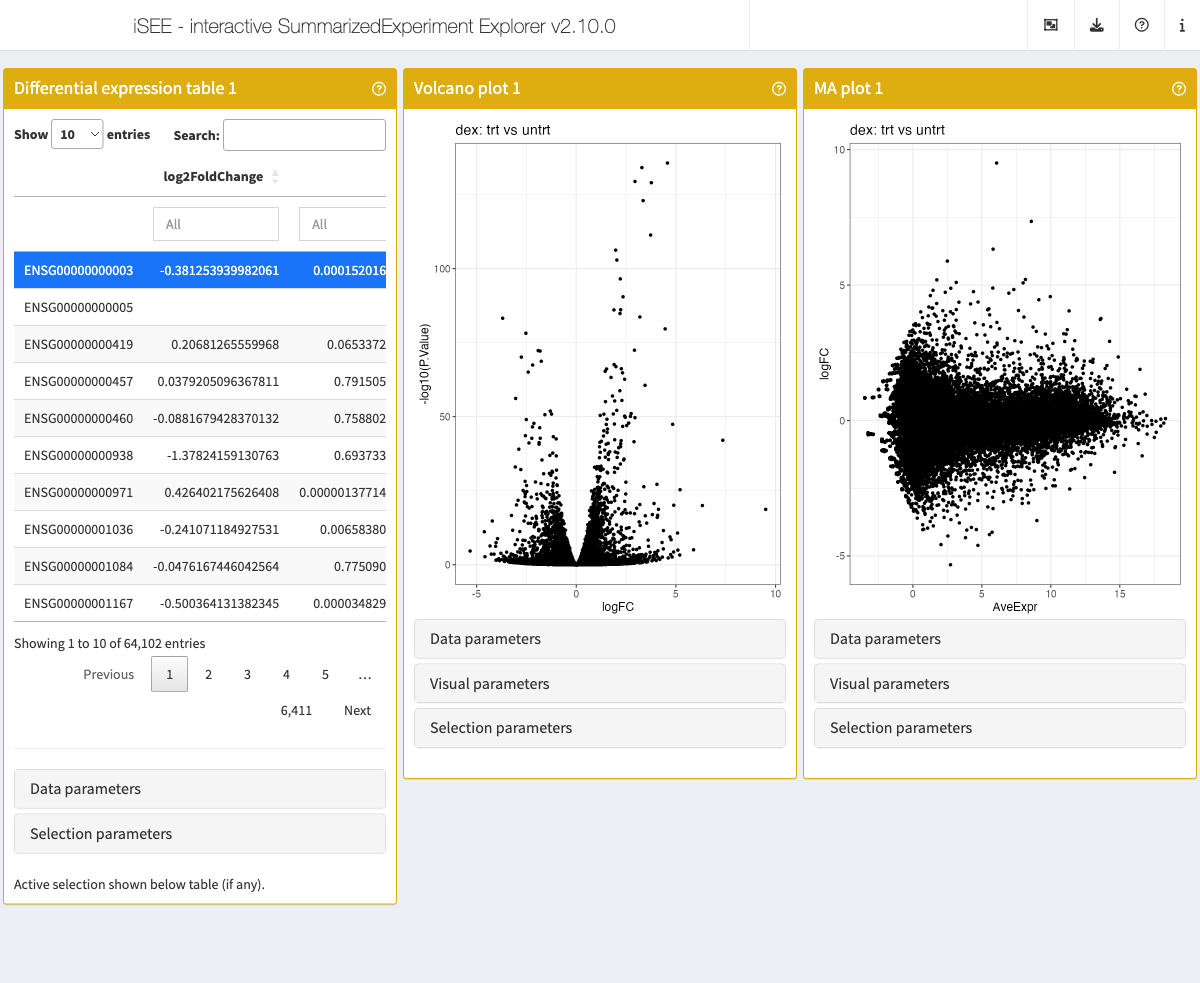 iSEE - interactive SummarizedExperiment Explorer v2.10.0
Differential expression table 1
Show 10 entries Search:
log2FoldChange
All All
ENSG00000000003 -0.381253939982061 0.000152016
ENSG00000000005
ENSG00000000419 0.20681265559968 0.0653372
ENSG00000000457 0.0379205096367811 0.791505
ENSG00000000460 -0.0881679428370132 0.758802
ENSG00000000938 -1.37824159130763 0.693733
ENSG00000000971 0.426402175626408 0.00000137714
ENSG00000001036 -0.241071184927531 0.00658380
ENSG00000001084 -0.0476167446042564 0.775090
ENSG00000001167 -0.500364131382345 0.000034829
Showing 1 to 10 of 64,102 entries
Previous 1 2 3 4 5 …
6,411 Next
Data parameters
Selection parameters
Active selection shown below table (if any).
Volcano plot 1
dex: trt vs untrt
-log10(P.Value)
100
50
0
-5 0 5 10
logFC
Data parameters
Visual parameters
Selection parameters
MA plot 1
dex: trt vs untrt
logFC
10
5
0
-5
0 5 10 15
AveExpr
Data parameters
Visual parameters
Selection parameters